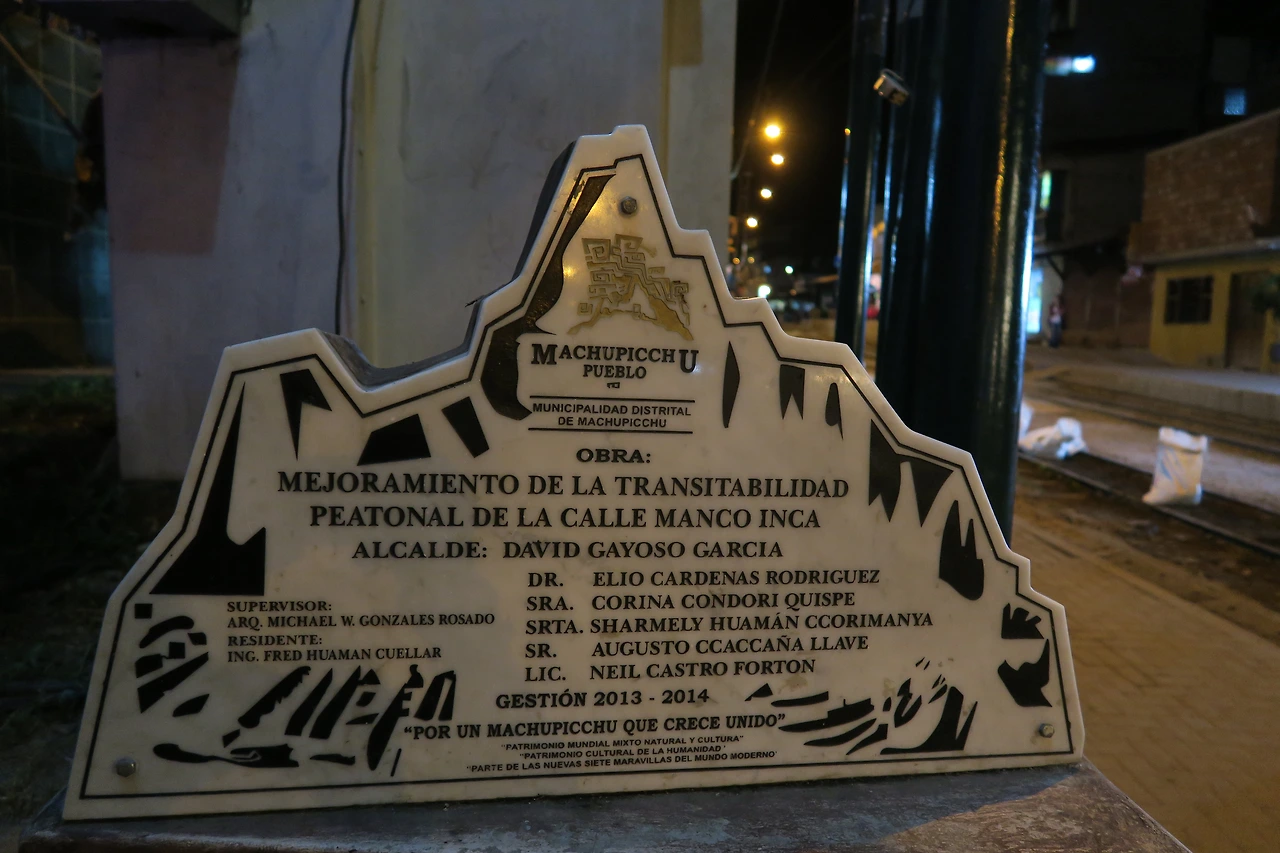 MACHUPICCHU
PUEBLO
MUNICIPALIDAD DISTRITAL
DE MACHUPICCHU
OBRA:
MEJORAMIENTO DE LA TRANSITABILIDAD
PEATONAL DE LA CALLE MANCO INCA
ALCALDE: DAVID GAYOSO GARCIA
DR. ELIO CARDENAS RODRIGUEZ
SRA. CORINA CONDORI QUISPE
SRTA. SHARMELY HUAMÁN CCORIMANYA
SR. AUGUSTO CCACCAÑA LLAVE
LIC. NEIL CASTRO FORTON
SUPERVISOR:
ARQ. MICHAEL W. GONZALES ROSADO
RESIDENTE:
ING. FRED HUAMAN CUELLAR
GESTIÓN 2013 - 2014
"POR UN MACHUPICCHU QUE CRECE UNIDO"
"PATRIMONIO MUNDIAL MIXTO NATURAL Y CULTURA"
"PATRIMONIO CULTURAL DE LA HUMANIDAD"
"PARTE DE LAS NUEVAS SIETE MARAVILLAS DEL MUNDO MODERNO"